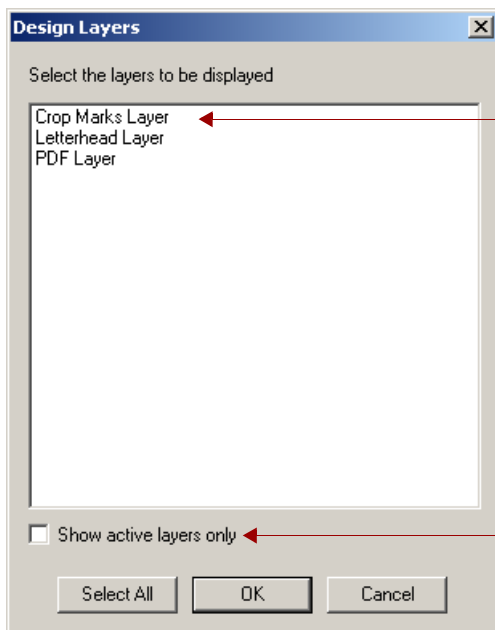 Design Layers
Select the layers to be displayed
Crop Marks Layer
Letterhead Layer
PDF Layer
Show active layers only
Select All OK Cancel